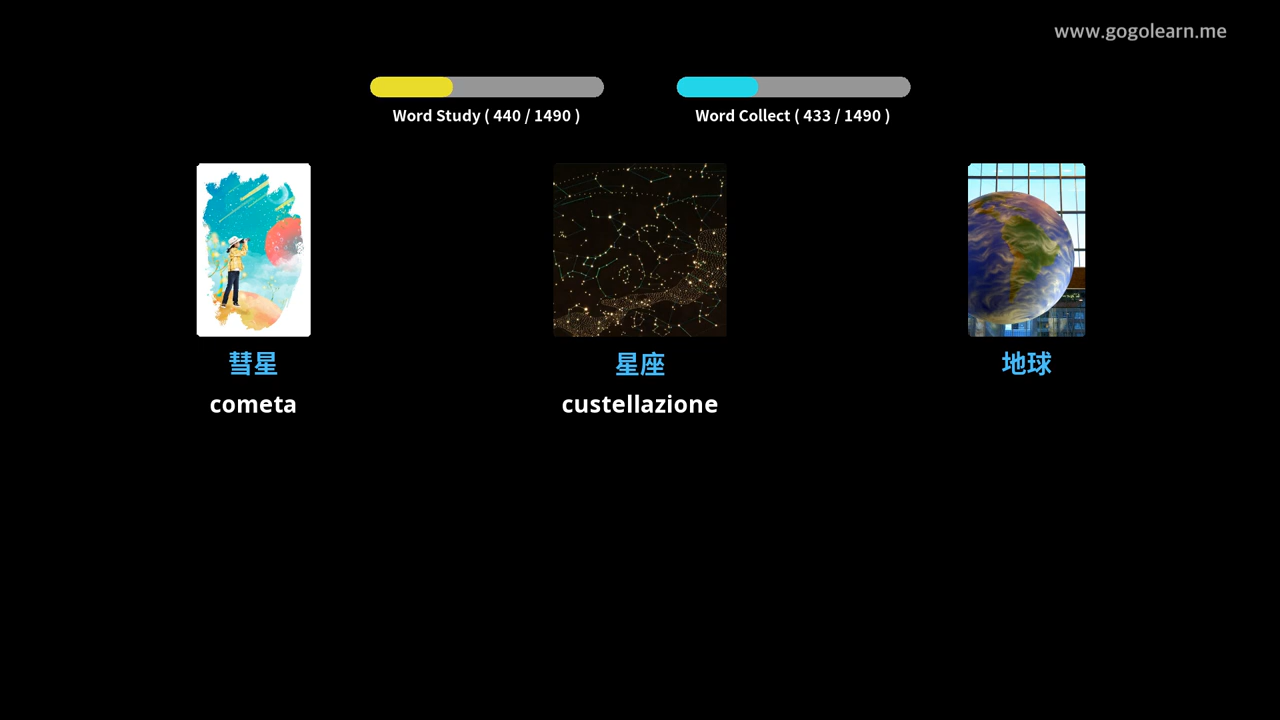 www.gogolearn.me
Word Study ( 440 / 1490 )
Word Collect ( 433 / 1490 )
彗星
星座
地球
cometa
custellazione